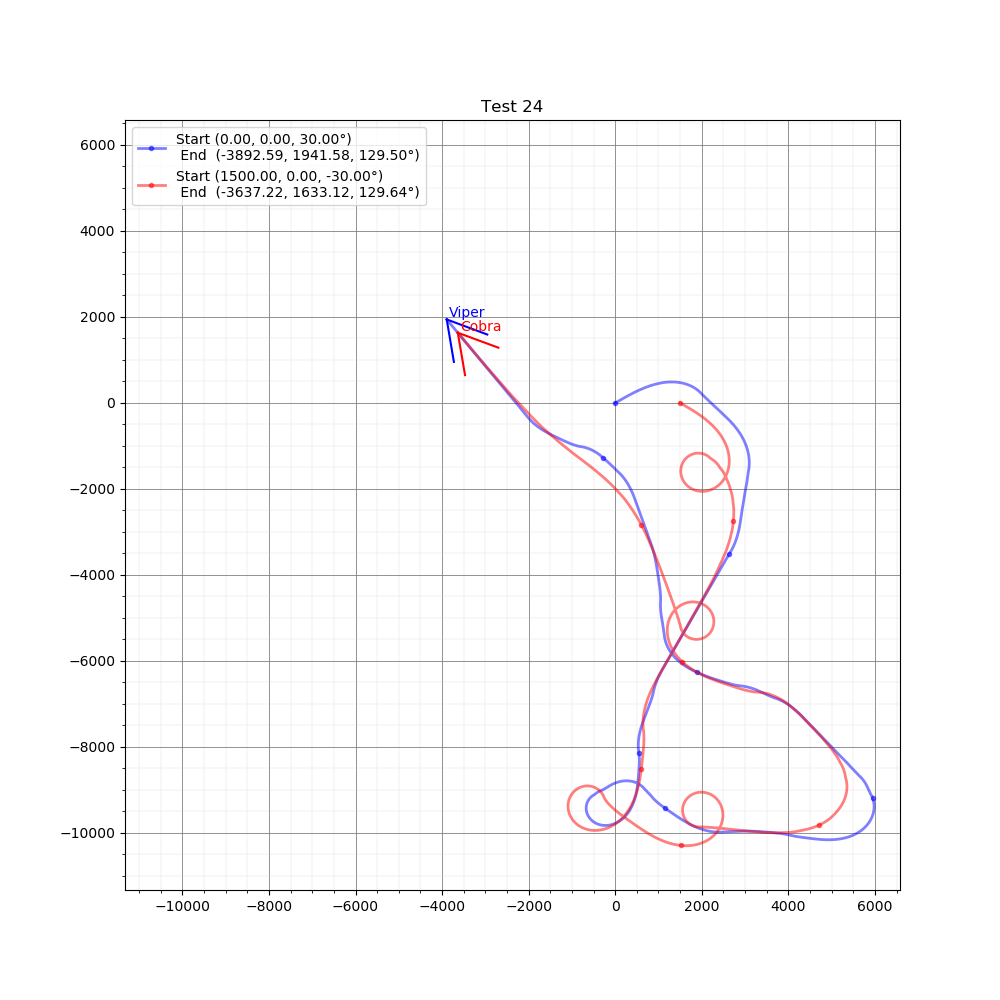 Test 24
Start (0.00, 0.00, 30.00°)
End (-3892.59, 1941.58, 129.50°)
Start (1500.00, 0.00, -30.00°)
End (-3637.22, 1633.12, 129.64°)
6000
4000
2000
0
−2000
−4000
−6000
−8000
−10000
Viper
Cobra
−10000 −8000 −6000 −4000 −2000 0 2000 4000 6000